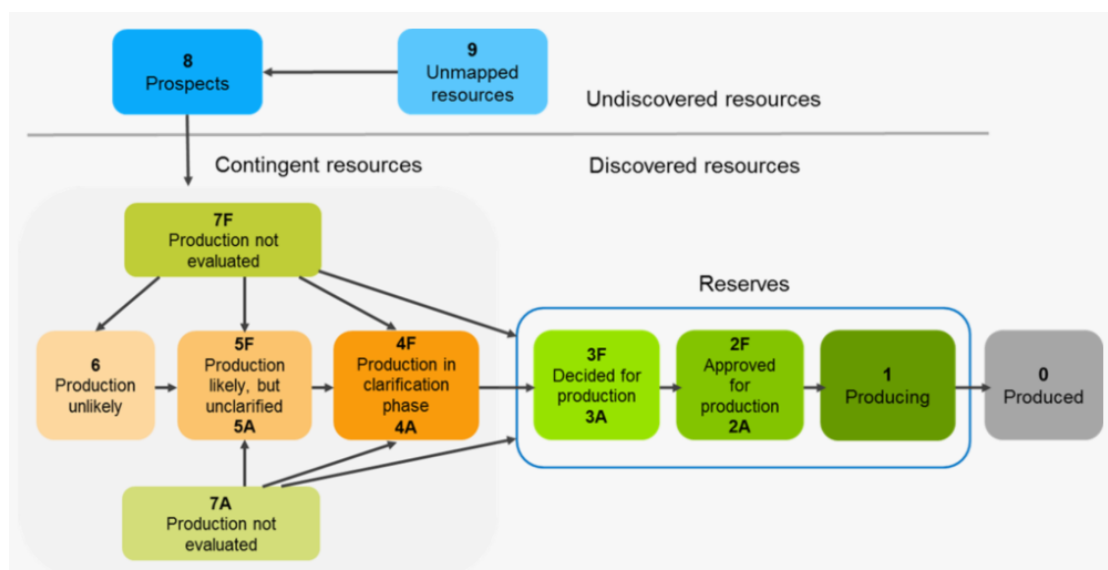 8
Prospects
9
Unmapped
resources
Undiscovered resources
Contingent resources
Discovered resources
7F
Production not
evaluated
Reserves
6
Production
unlikely
5F
Production
likely, but
unclarified
5A
4F
Production in
clarification
phase
4A
3F
Decided for
production
3A
2F
Approved
for
production
2A
1
Producing
0
Produced
7A
Production not
evaluated